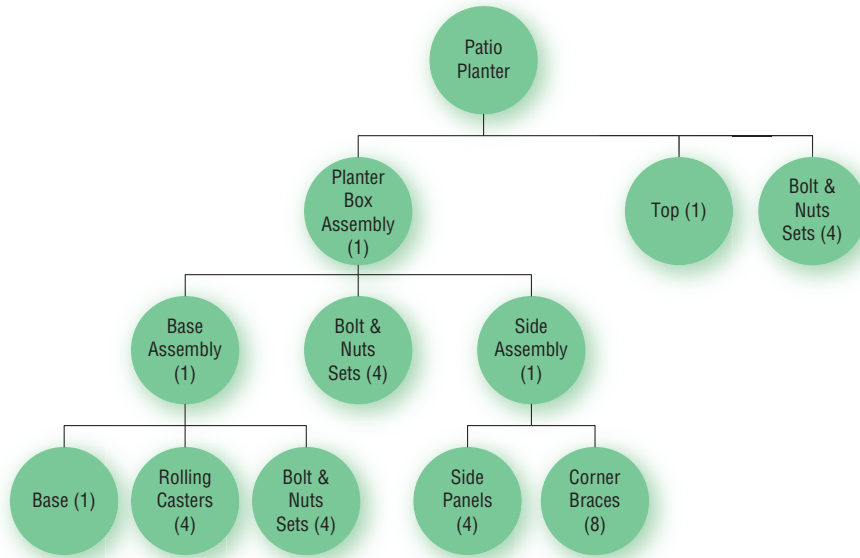 Patio
Planter
Planter
Box
Assembly
(1)
Top (1)
Bolt &
Nuts
Sets (4)
Base
Assembly
(1)
Bolt &
Nuts
Sets (4)
Side
Assembly
(1)
Base (1)
Rolling
Casters
(4)
Bolt &
Nuts
Sets (4)
Side
Panels
(4)
Corner
Braces
(8)